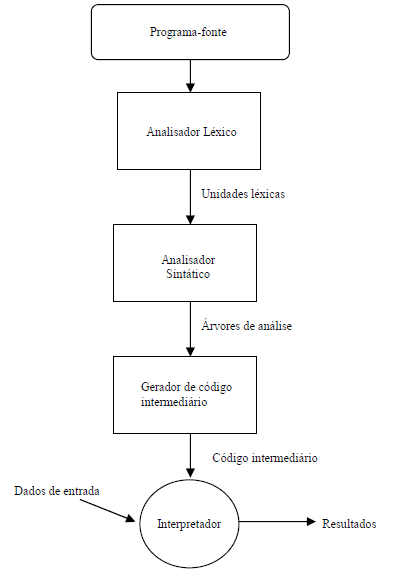 Programa-fonte
Analisador Léxico
Unidades léxicas
Analisador
Sintático
Árvores de análise
Gerador de código
intermediário
Código intermediário
Dados de entrada
Interpretador
Resultados